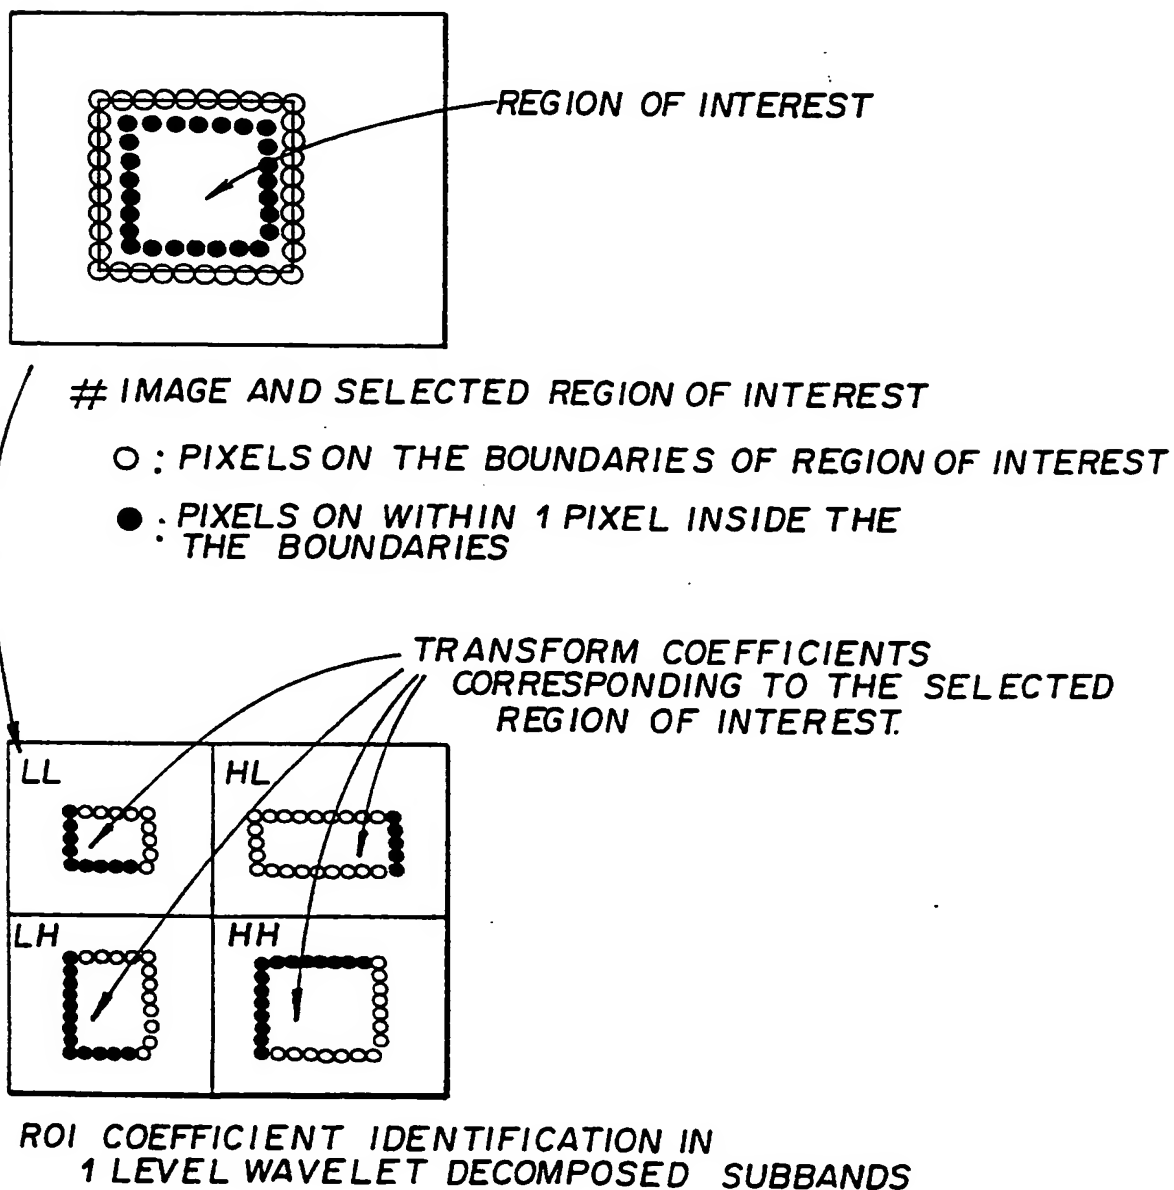 REGION OF INTEREST
# IMAGE AND SELECTED REGION OF INTEREST
○ : PIXELS ON THE BOUNDARIES OF REGION OF INTEREST
● : PIXELS ON WITHIN 1 PIXEL INSIDE THE
THE BOUNDARIES
TRANSFORM COEFFICIENTS
CORRESPONDING TO THE SELECTED
REGION OF INTEREST.
LL HL
LH HH
ROI COEFFICIENT IDENTIFICATION IN
1 LEVEL WAVELET DECOMPOSED SUBBANDS